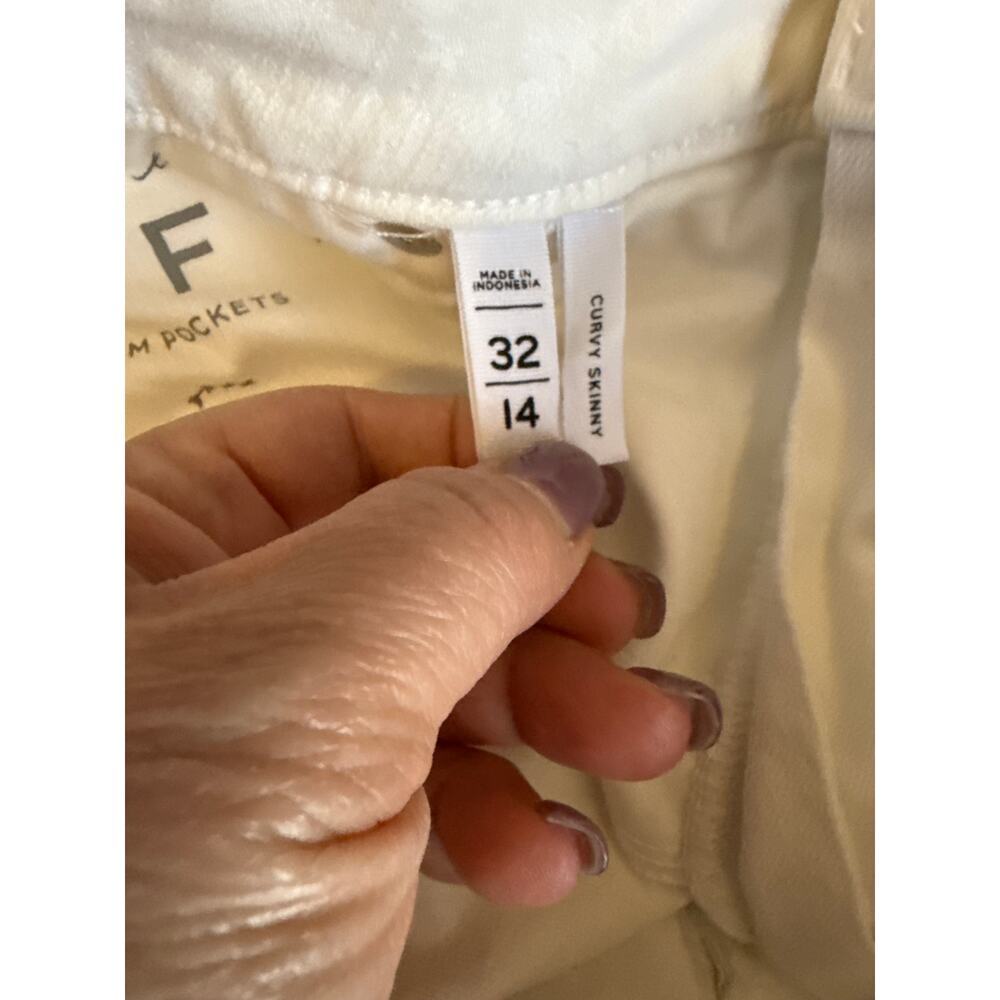 F
M POCKETS
MADE IN
INDONESIA
32
14
CURVY SKINNY